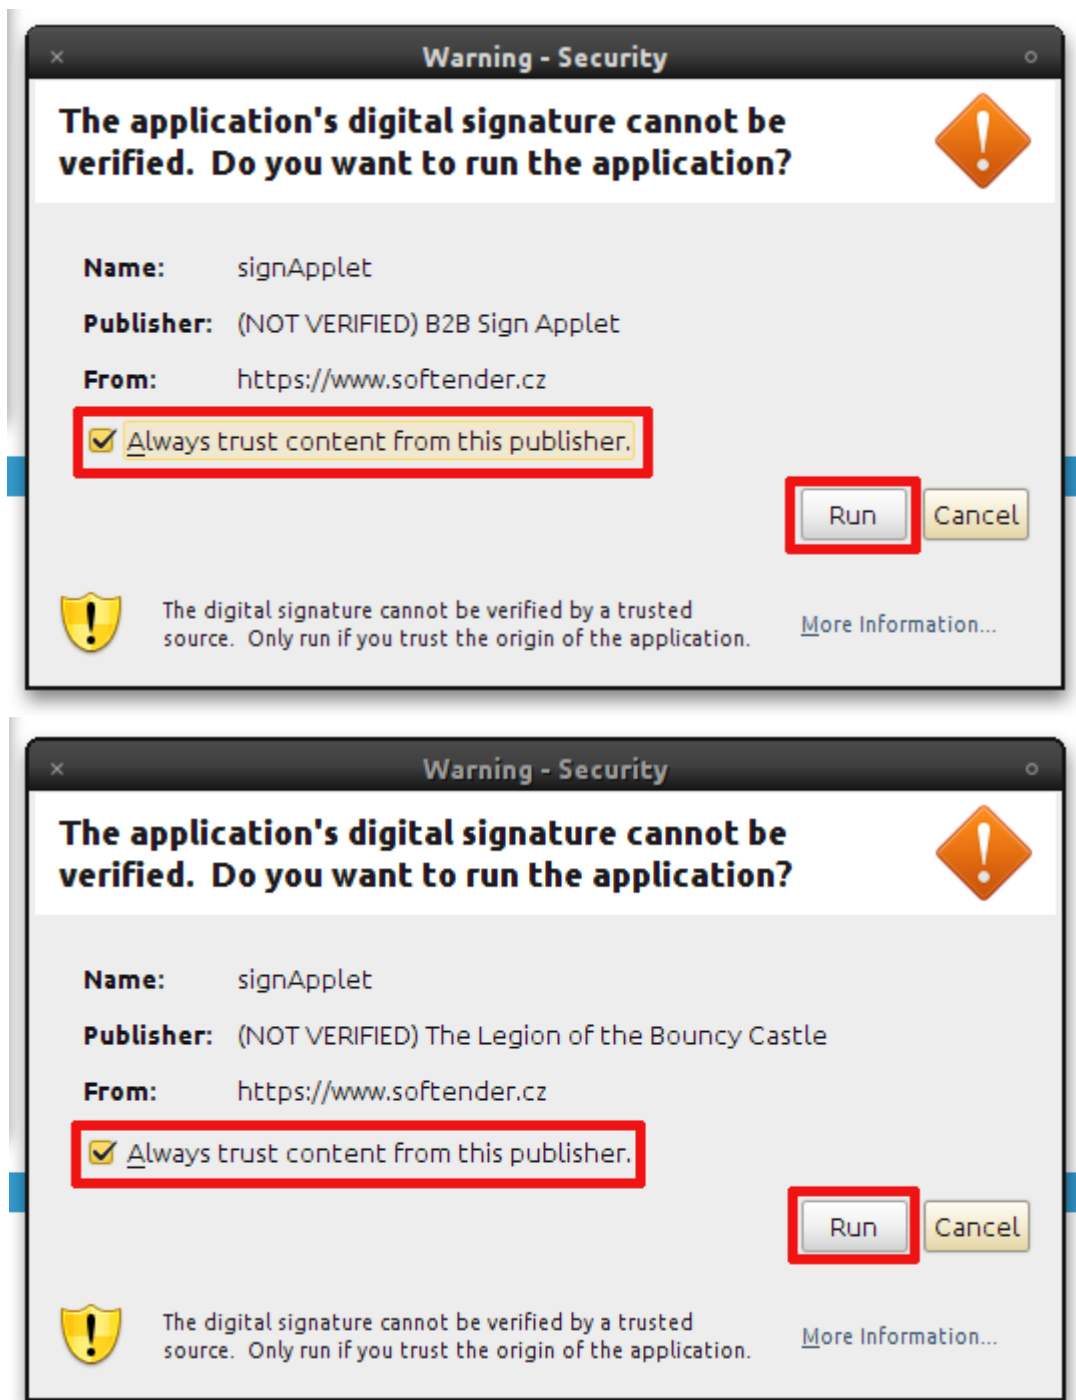 Warning - Security
The application's digital signature cannot be
verified. Do you want to run the application?
Name: signApplet
Publisher: (NOT VERIFIED) B2B Sign Applet
From: https://www.softender.cz
Always trust content from this publisher.
Run Cancel
The digital signature cannot be verified by a trusted
source. Only run if you trust the origin of the application.
More Information...
Warning - Security
The application's digital signature cannot be
verified. Do you want to run the application?
Name: signApplet
Publisher: (NOT VERIFIED) The Legion of the Bouncy Castle
From: https://www.softender.cz
Always trust content from this publisher.
Run Cancel
The digital signature cannot be verified by a trusted
source. Only run if you trust the origin of the application.
More Information...